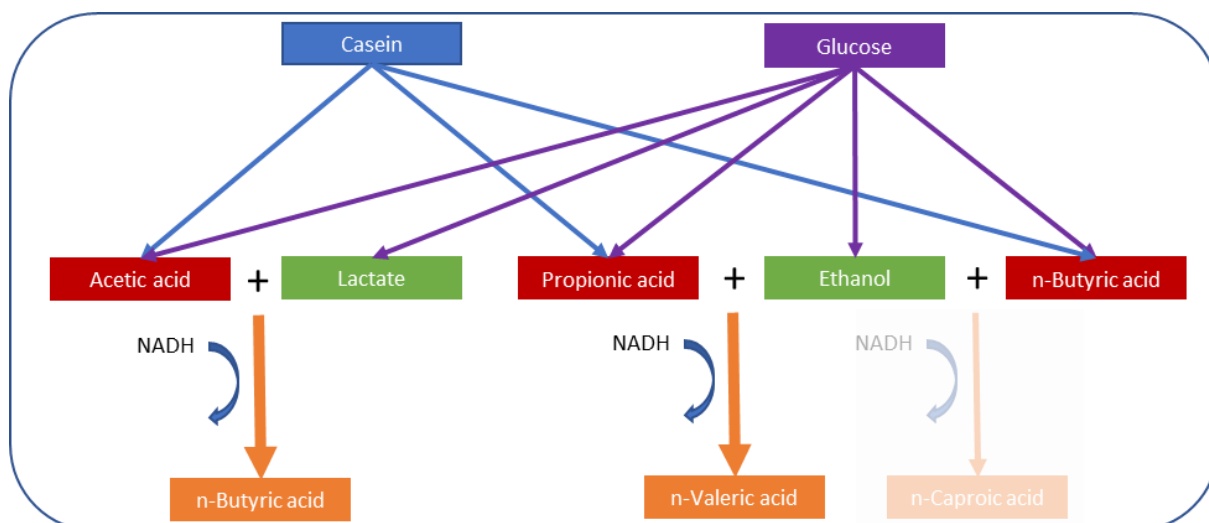 Casein
Glucose
Acetic acid
+
Lactate
Propionic acid
+
Ethanol
+
n-Butyric acid
NADH
NADH
NADH
n-Butyric acid
n-Valeric acid
n-Caproic acid